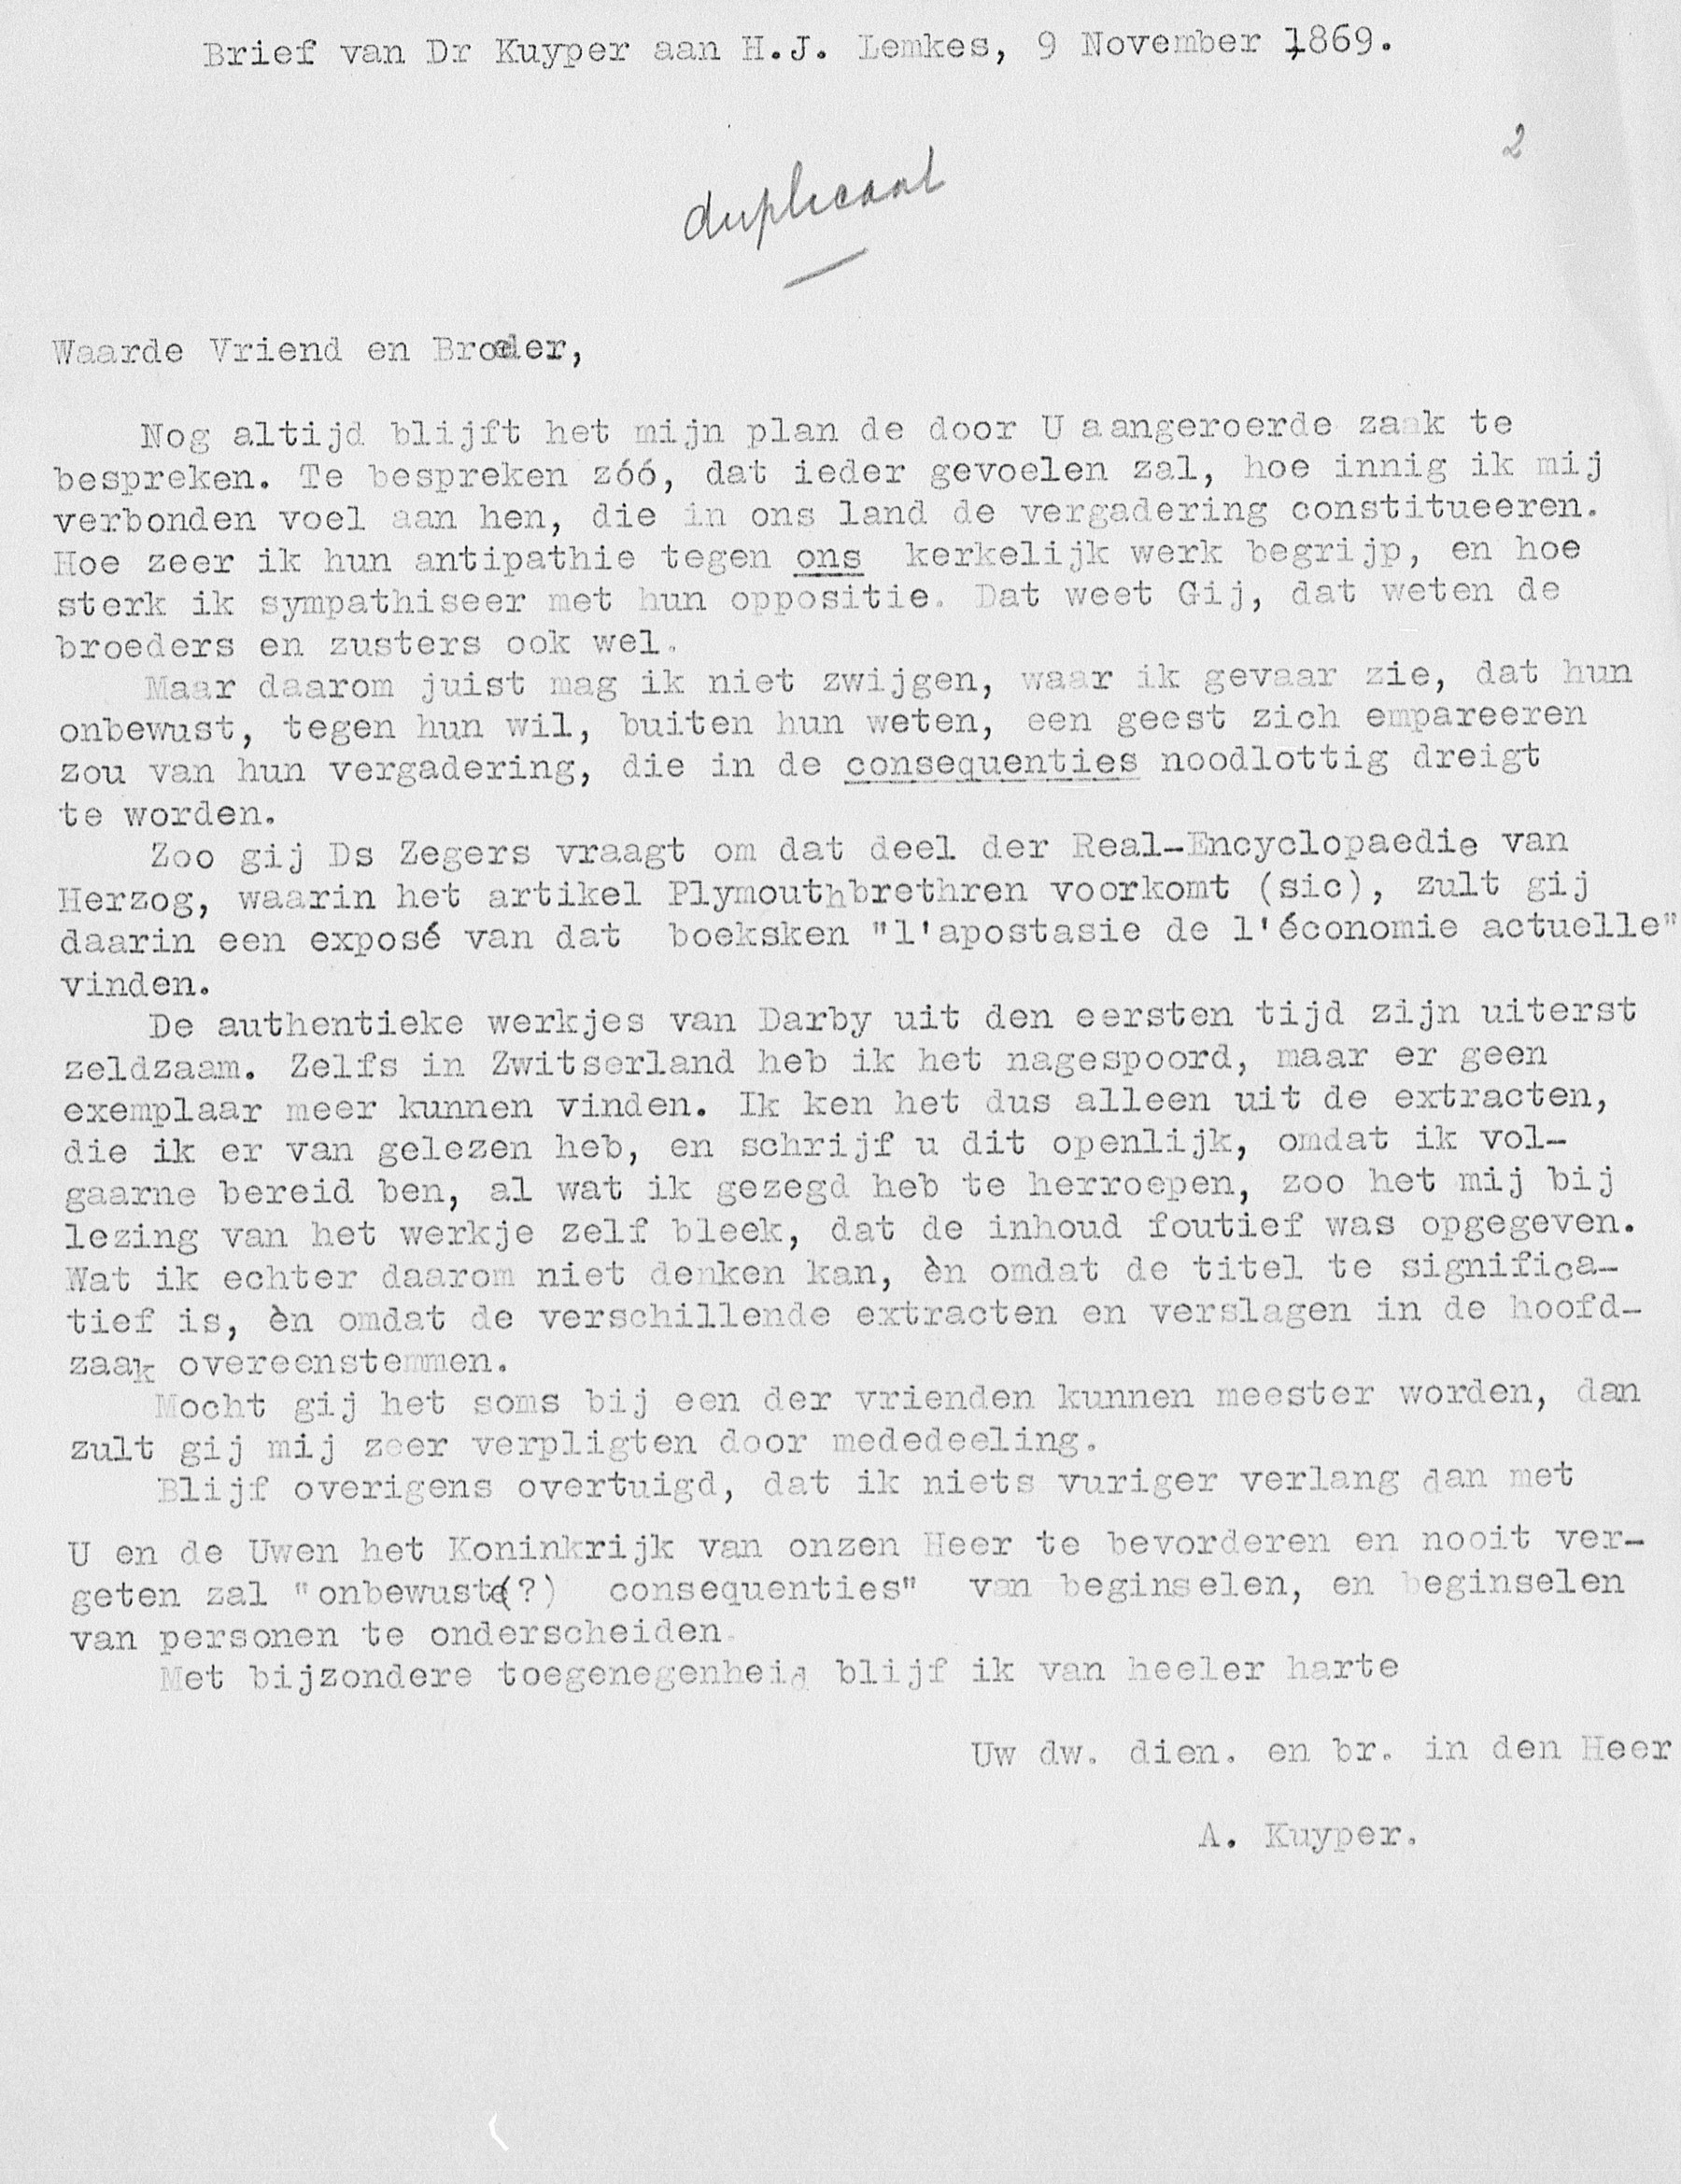 Brief van Dr Kuyper aan H.J. Lemkes, 9 November 1869.
2
duplicaat
Waarde Vriend en Broeder,
Nog altijd blijft het mijn plan de door U aangeroerde zaak te
bespreken. Te bespreken zóó, dat ieder gevoelen zal, hoe innig ik mij
verbonden voel aan hen, die in ons land de vergadering constitueeren.
Hoe zeer ik hun antipathie tegen ons kerkelijk werk begrijp, en hoe
sterk ik sympathiseer met hun oppositie. Dat weet Gij, dat weten de
broeders en zusters ook wel.
Maar daarom juist mag ik niet zwijgen, waar ik gevaar zie, dat hun
onbewust, tegen hun wil, buiten hun weten, een geest zich empareeren
zou van hun vergadering, die in de consequenties noodlottig dreigt
te worden.
Zoo gij Ds Zegers vraagt om dat deel der Real-Encyclopaedie van
Herzog, waarin het artikel Plymouthbrethren voorkomt (sic), zult gij
daarin een exposé van dat boeksken "l'apostasie de l'économie actuelle"
vinden.
De authentieke werkjes van Darby uit den eersten tijd zijn uiterst
zeldzaam. Zelfs in Zwitserland heb ik het nagespoord, maar er geen
exemplaar meer kunnen vinden. Ik ken het dus alleen uit de extracten,
die ik er van gelezen heb, en schrijf u dit openlijk, omdat ik vol-
gaarne bereid ben, al wat ik gezegd heb te herroepen, zoo het mij bij
lezing van het werkje zelf bleek, dat de inhoud foutief was opgegeven.
Wat ik echter daarom niet denken kan, èn omdat de titel te significa-
tief is, èn omdat de verschillende extracten en verslagen in de hoofd-
zaak overeenstemmen.
Mocht gij het soms bij een der vrienden kunnen meester worden, dan
zult gij mij zeer verpligten door mededeeling.
Blijf overigens overtuigd, dat ik niets vuriger verlang dan met
U en de Uwen het Koninkrijk van onzen Heer te bevorderen en nooit ver-
geten zal "onbewuste(?) consequenties" van beginselen, en beginselen
van personen te onderscheiden.
Met bijzondere toegenegenheid blijf ik van heeler harte
Uw dw. dien. en br. in den Heer
A. Kuyper.